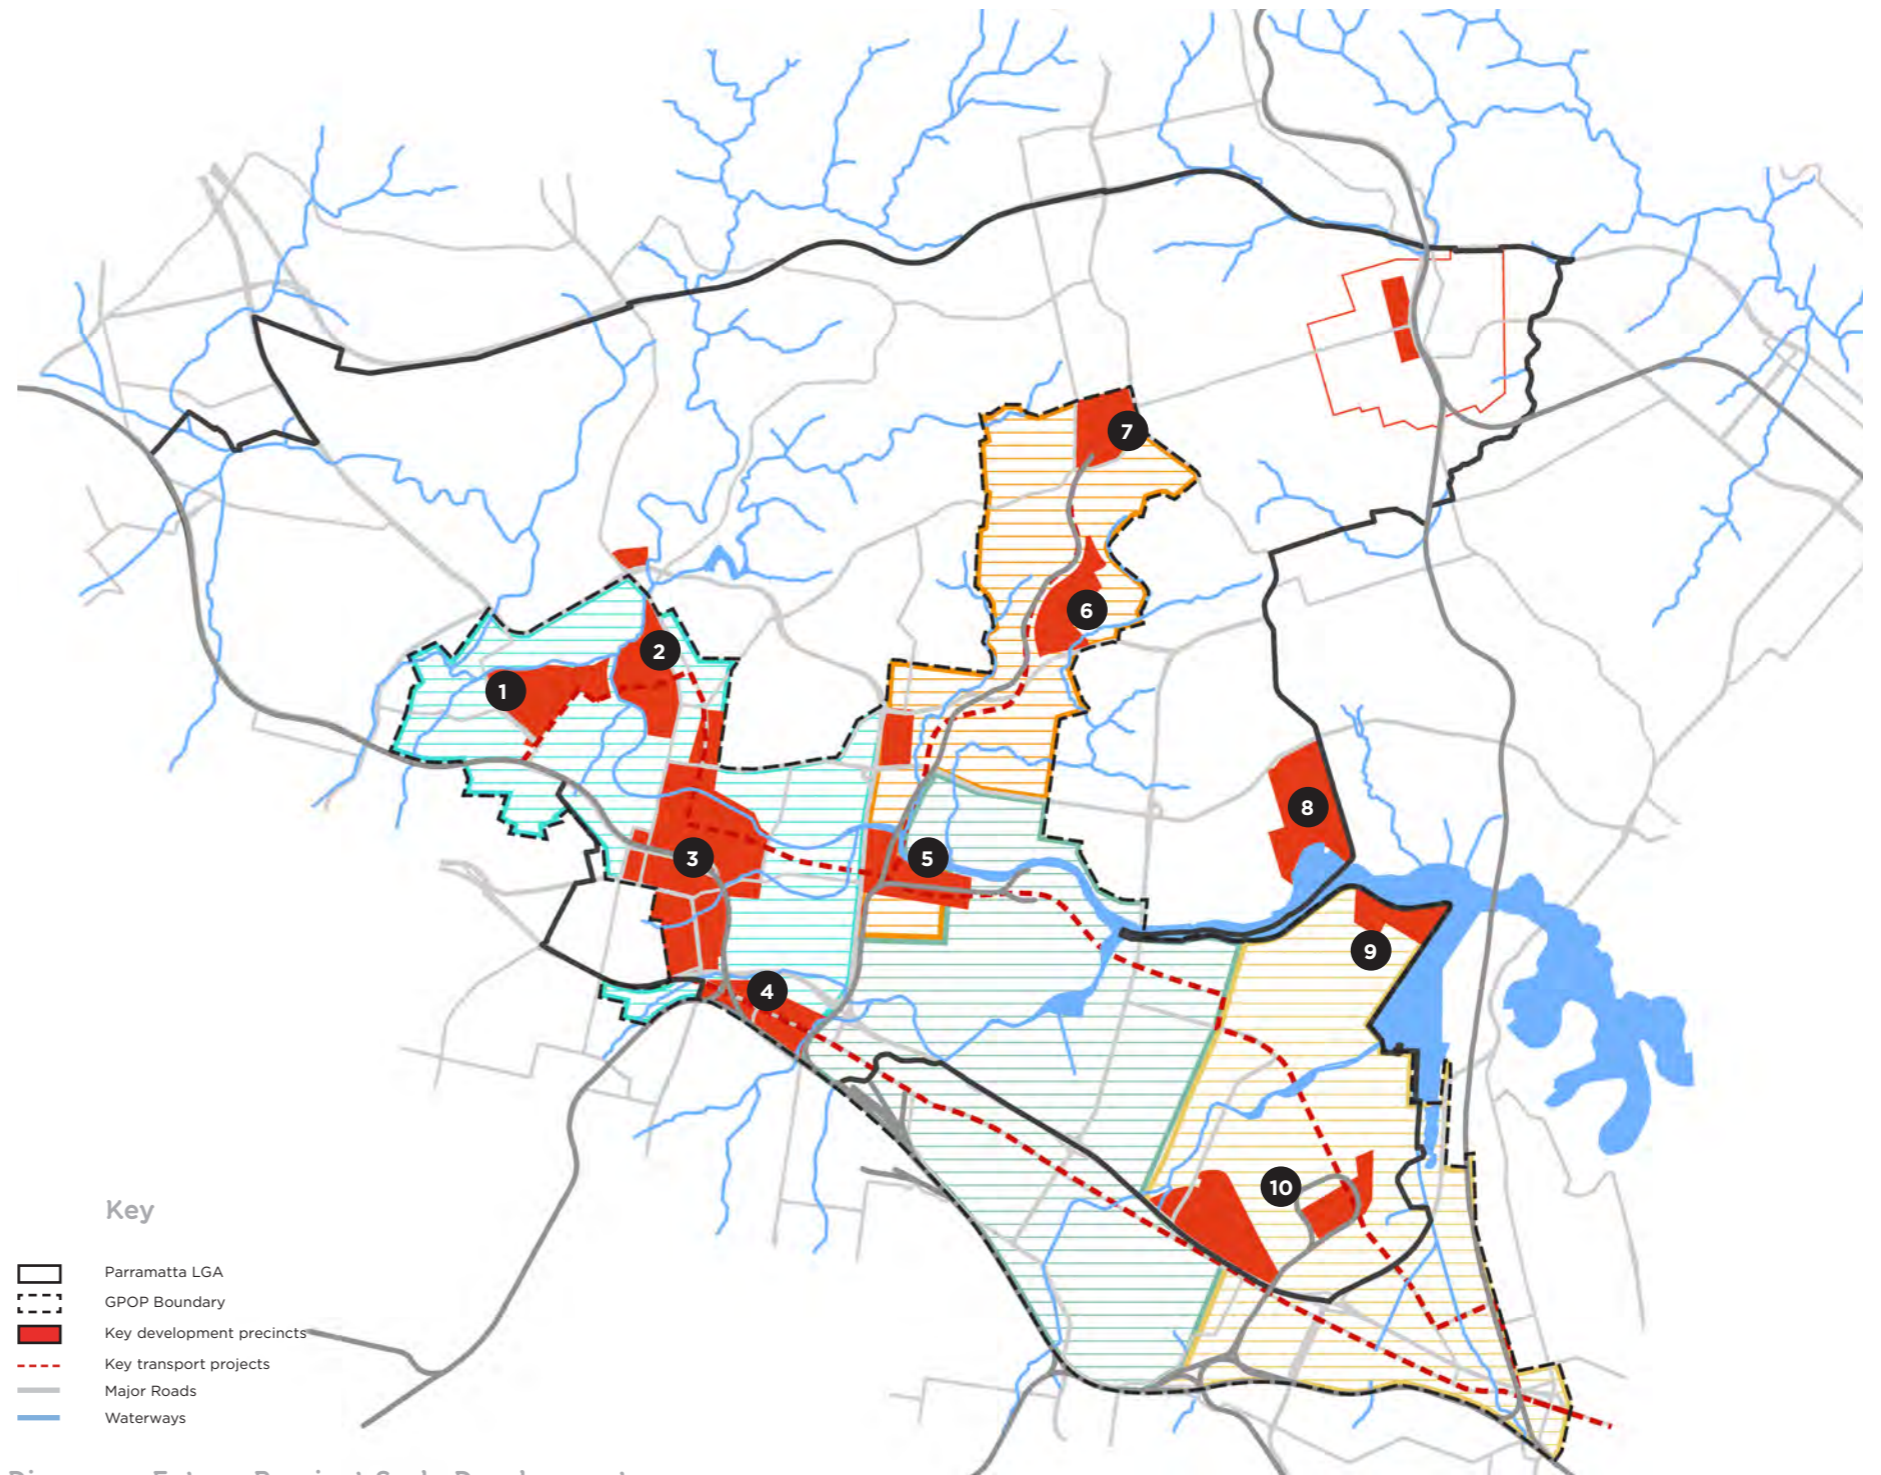 7
6
2
1
8
5
3
9
4
10
Key
Parramatta LGA
GPOP Boundary
Key development precincts
Key transport projects
Major Roads
Waterways